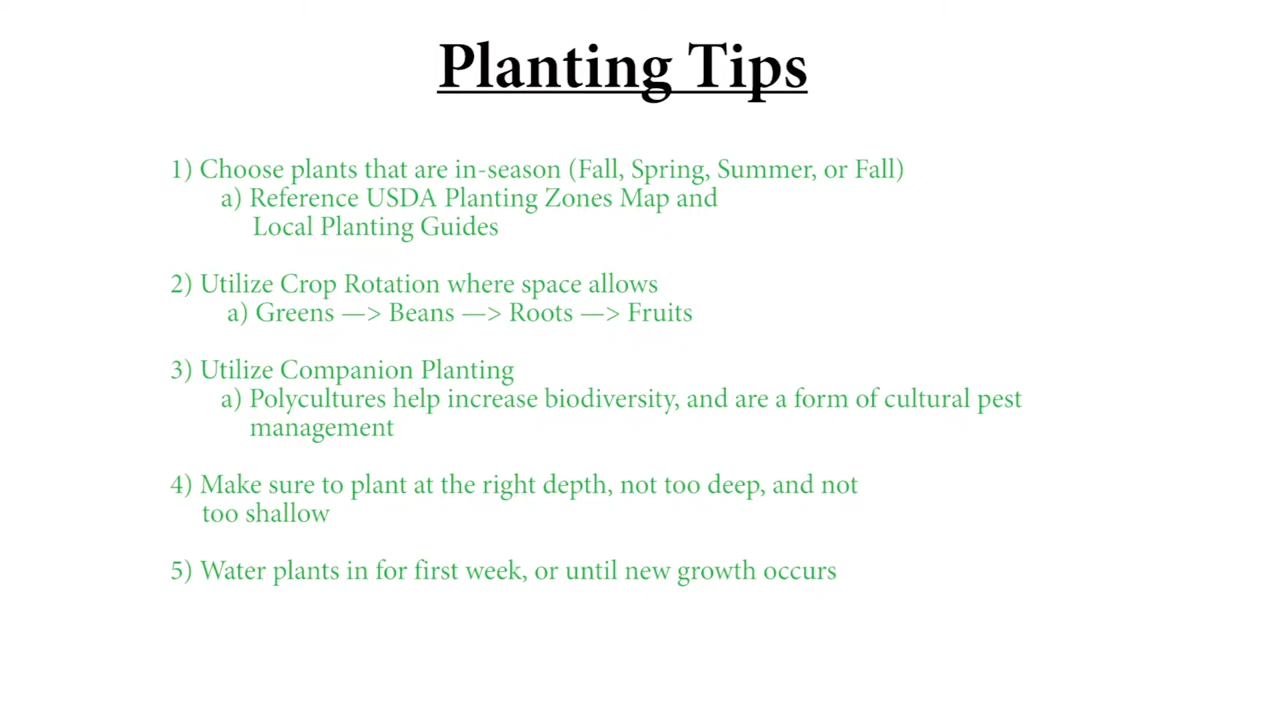 Planting Tips
1) Choose plants that are in-season (Fall, Spring, Summer, or Fall)
a) Reference USDA Planting Zones Map and
Local Planting Guides
2) Utilize Crop Rotation where space allows
a) Greens —> Beans —> Roots —> Fruits
3) Utilize Companion Planting
a) Polycultures help increase biodiversity, and are a form of cultural pest
management
4) Make sure to plant at the right depth, not too deep, and not
too shallow
5) Water plants in for first week, or until new growth occurs